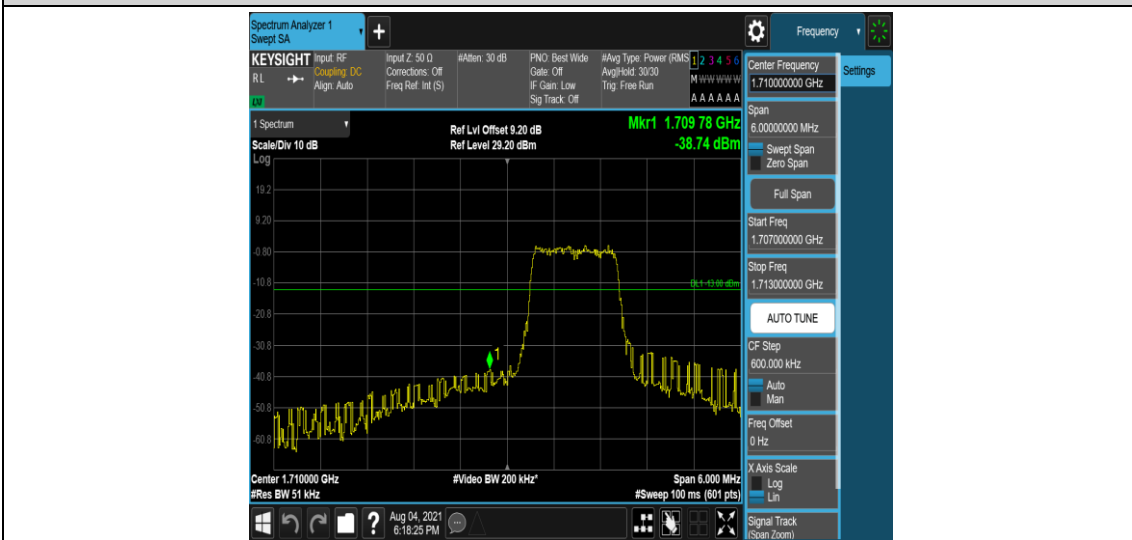 Spectrum Analyzer 1
Swept SA
+
Frequency
KEYSIGHT
RL
LXI
Input: RF
Coupling: DC
Align: Auto
Input Z: 50 Ω
Corrections: Off
Freq Ref: Int (S)
#Atten: 30 dB
PNO: Best Wide
Gate: Off
IF Gain: Low
Sig Track: Off
#Avg Type: Power (RMS
Avg|Hold: 30/30
Trig: Free Run
1 2 3 4 5 6
M W W W W W
A A A A A A
Center Frequency
1.710000000 GHz
Settings
1 Spectrum
Scale/Div 10 dB
Ref Lvl Offset 9.20 dB
Ref Level 29.20 dBm
Mkr1 1.709 78 GHz
-38.74 dBm
Log
19.2
9.20
-0.80
-10.8
-20.8
-30.8
-40.8
-50.8
-60.8
DL1 -13.00 dBm
1
Center 1.710000 GHz
#Res BW 51 kHz
#Video BW 200 kHz*
Span 6.000 MHz
#Sweep 100 ms (601 pts)
Span
6.00000000 MHz
Swept Span
Zero Span
Full Span
Start Freq
1.707000000 GHz
Stop Freq
1.713000000 GHz
AUTO TUNE
CF Step
600.000 kHz
Auto
Man
Freq Offset
0 Hz
X Axis Scale
Log
Lin
Signal Track
(Span Zoom)
?
Aug 04, 2021
6:18:25 PM